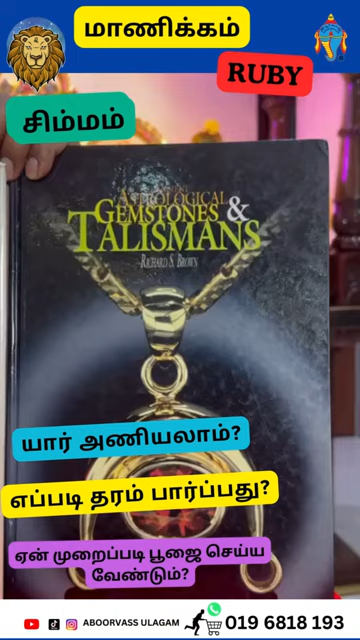 மாணிக்கம்
RUBY
சிம்மம்
ASTROLOGICAL
GEMSTONES &
TALISMANS
RICHARD S. BROWN
யார் அணியலாம்?
எப்படி தரம் பார்ப்பது?
ஏன் முறைப்படி பூஜை செய்ய
வேண்டும்?
ABOORVASS ULAGAM
019 6818 193